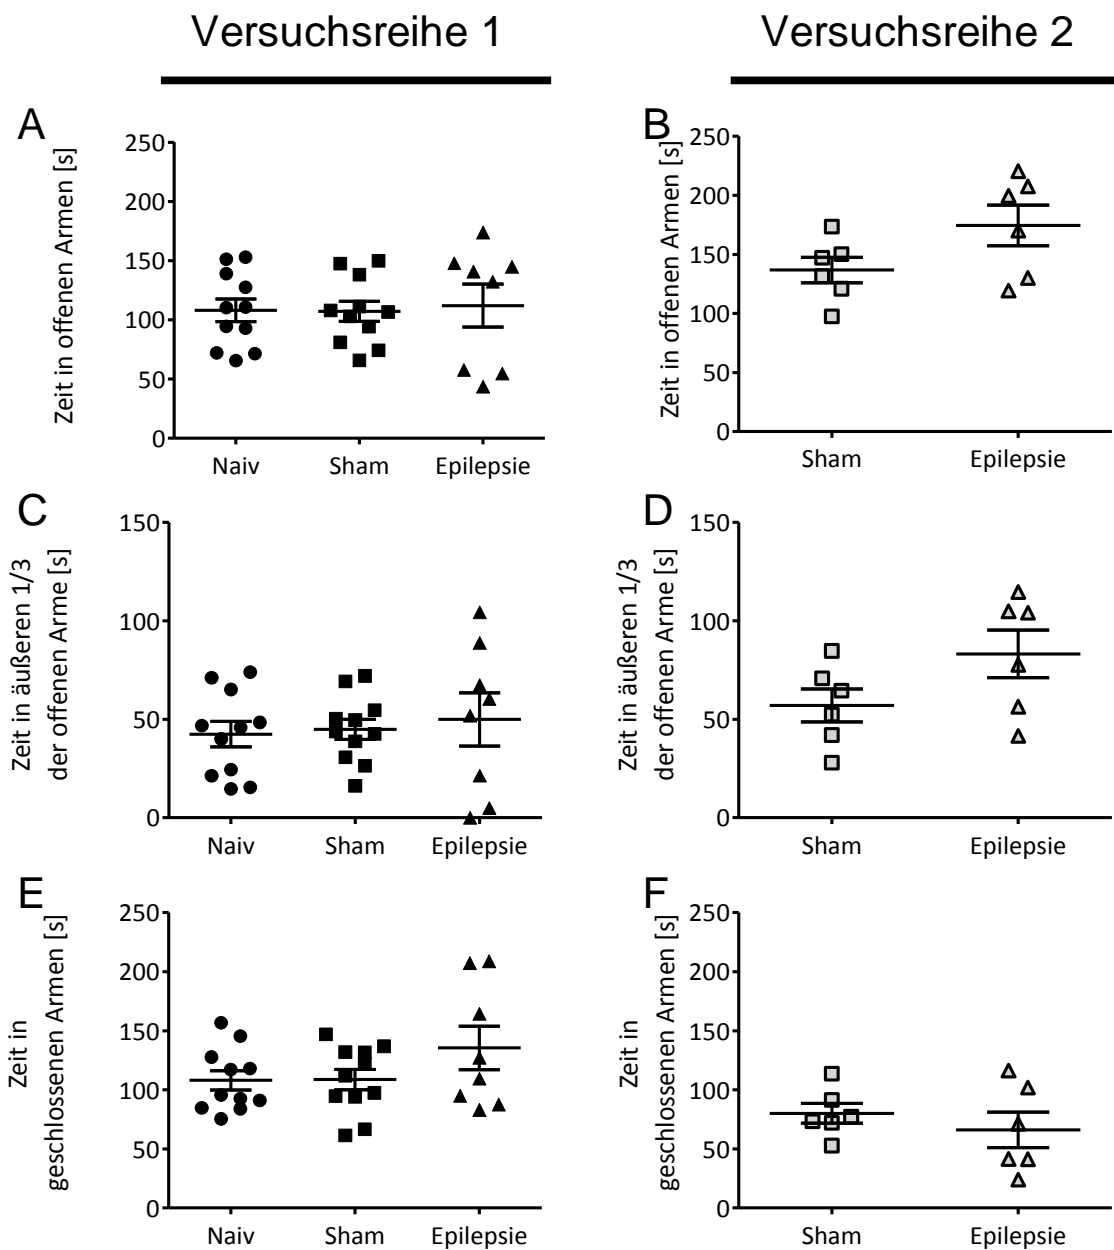 Versuchsreihe 1
Versuchsreihe 2
A
Zeit in offenen Armen [s]
250
200
150
100
50
0
Naiv
Sham
Epilepsie
B
Zeit in offenen Armen [s]
250
200
150
100
50
0
Sham
Epilepsie
C
Zeit in äußeren 1/3
der offenen Arme [s]
150
100
50
0
Naiv
Sham
Epilepsie
D
Zeit in äußeren 1/3
der offenen Arme [s]
150
100
50
0
Sham
Epilepsie
E
Zeit in
geschlossenen Armen [s]
250
200
150
100
50
0
Naiv
Sham
Epilepsie
F
Zeit in
geschlossenen Armen [s]
250
200
150
100
50
0
Sham
Epilepsie